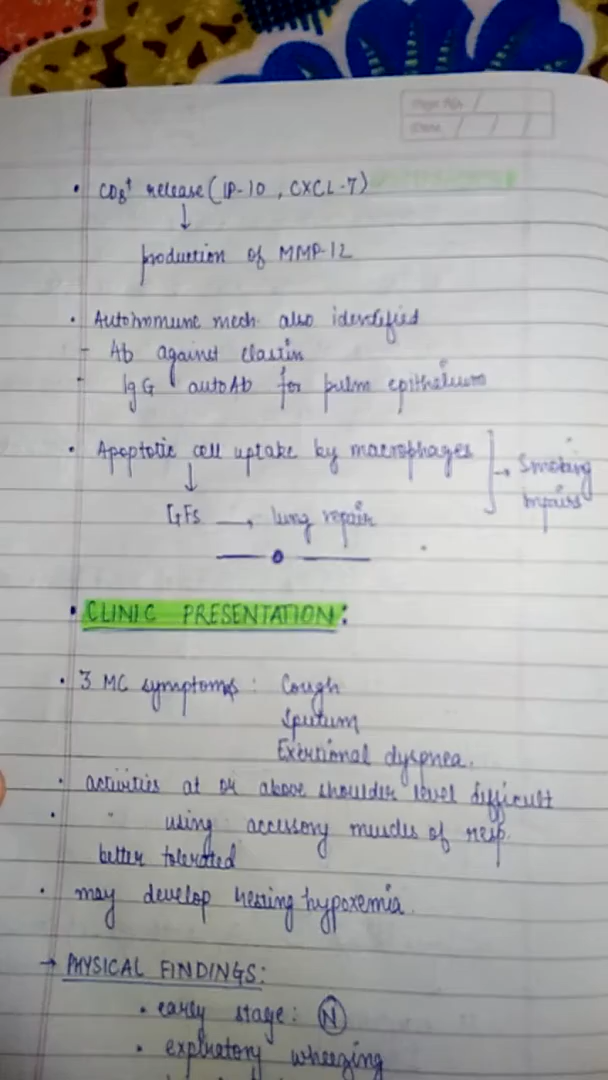 Page No. /
Date / / /
• CD8+ release (IP-10, CXCL-7)
↓
production of MMP-12
• Autoimmune mech. also identified
- Ab against elastin
- IgG autoAb for pulm epithelium
• Apoptotic cell uptake by macrophages ] → Smoking impairs
↓
GFs → lung repair
• CLINIC PRESENTATION:
• 3 MC symptoms : Cough
Sputum
Exertional dyspnea.
• activities at or above shoulder level difficult
• " using accessory muscles of resp.
better tolerated
• may develop resting hypoxemia.
→ PHYSICAL FINDINGS:
• early stage: (N)
• expiratory wheezing